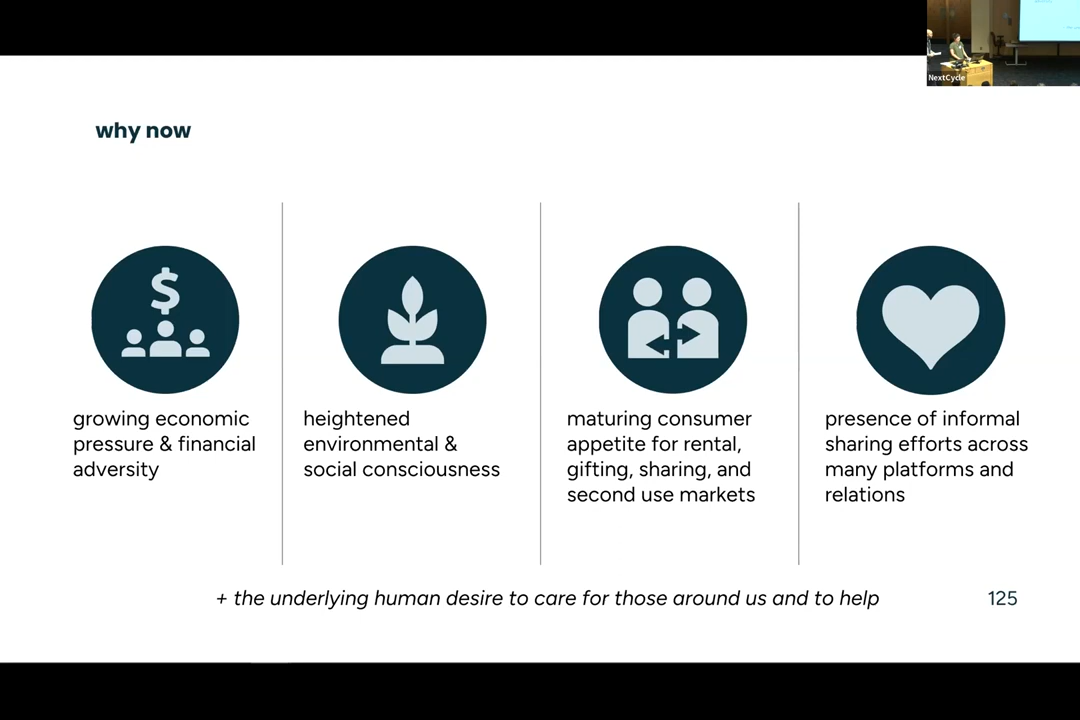 NextCycle
why now
$
growing economic
pressure & financial
adversity
heightened
environmental &
social consciousness
maturing consumer
appetite for rental,
gifting, sharing, and
second use markets
presence of informal
sharing efforts across
many platforms and
relations
+ the underlying human desire to care for those around us and to help
125